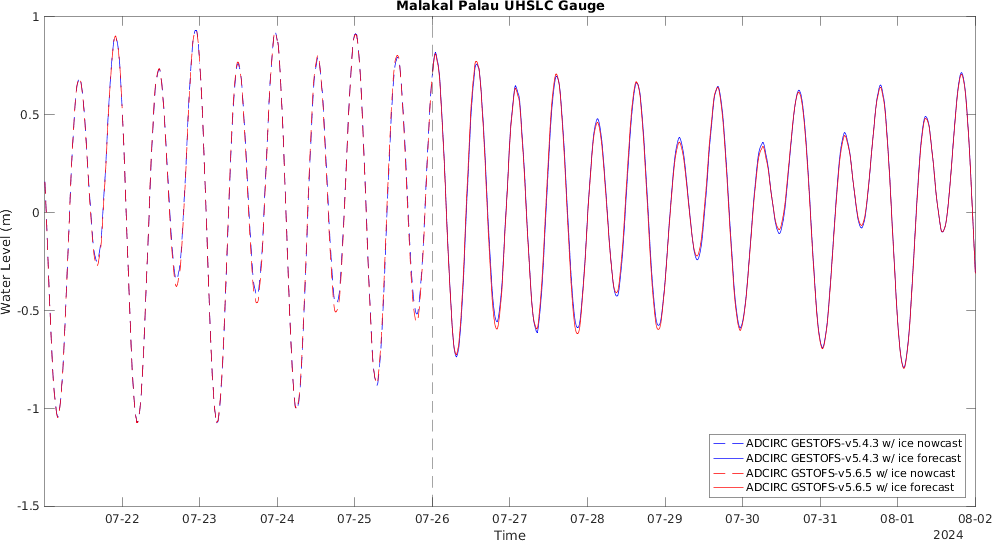 Malakal Palau UHSLC Gauge
1
0.5
0
-0.5
-1
-1.5
Water Level (m)
ADCIRC GESTOFS-v5.4.3 w/ ice nowcast
ADCIRC GESTOFS-v5.4.3 w/ ice forecast
ADCIRC GSTOFS-v5.6.5 w/ ice nowcast
ADCIRC GSTOFS-v5.6.5 w/ ice forecast
07-22 07-23 07-24 07-25 07-26 07-27 07-28 07-29 07-30 07-31 08-01 08-02
Time
2024